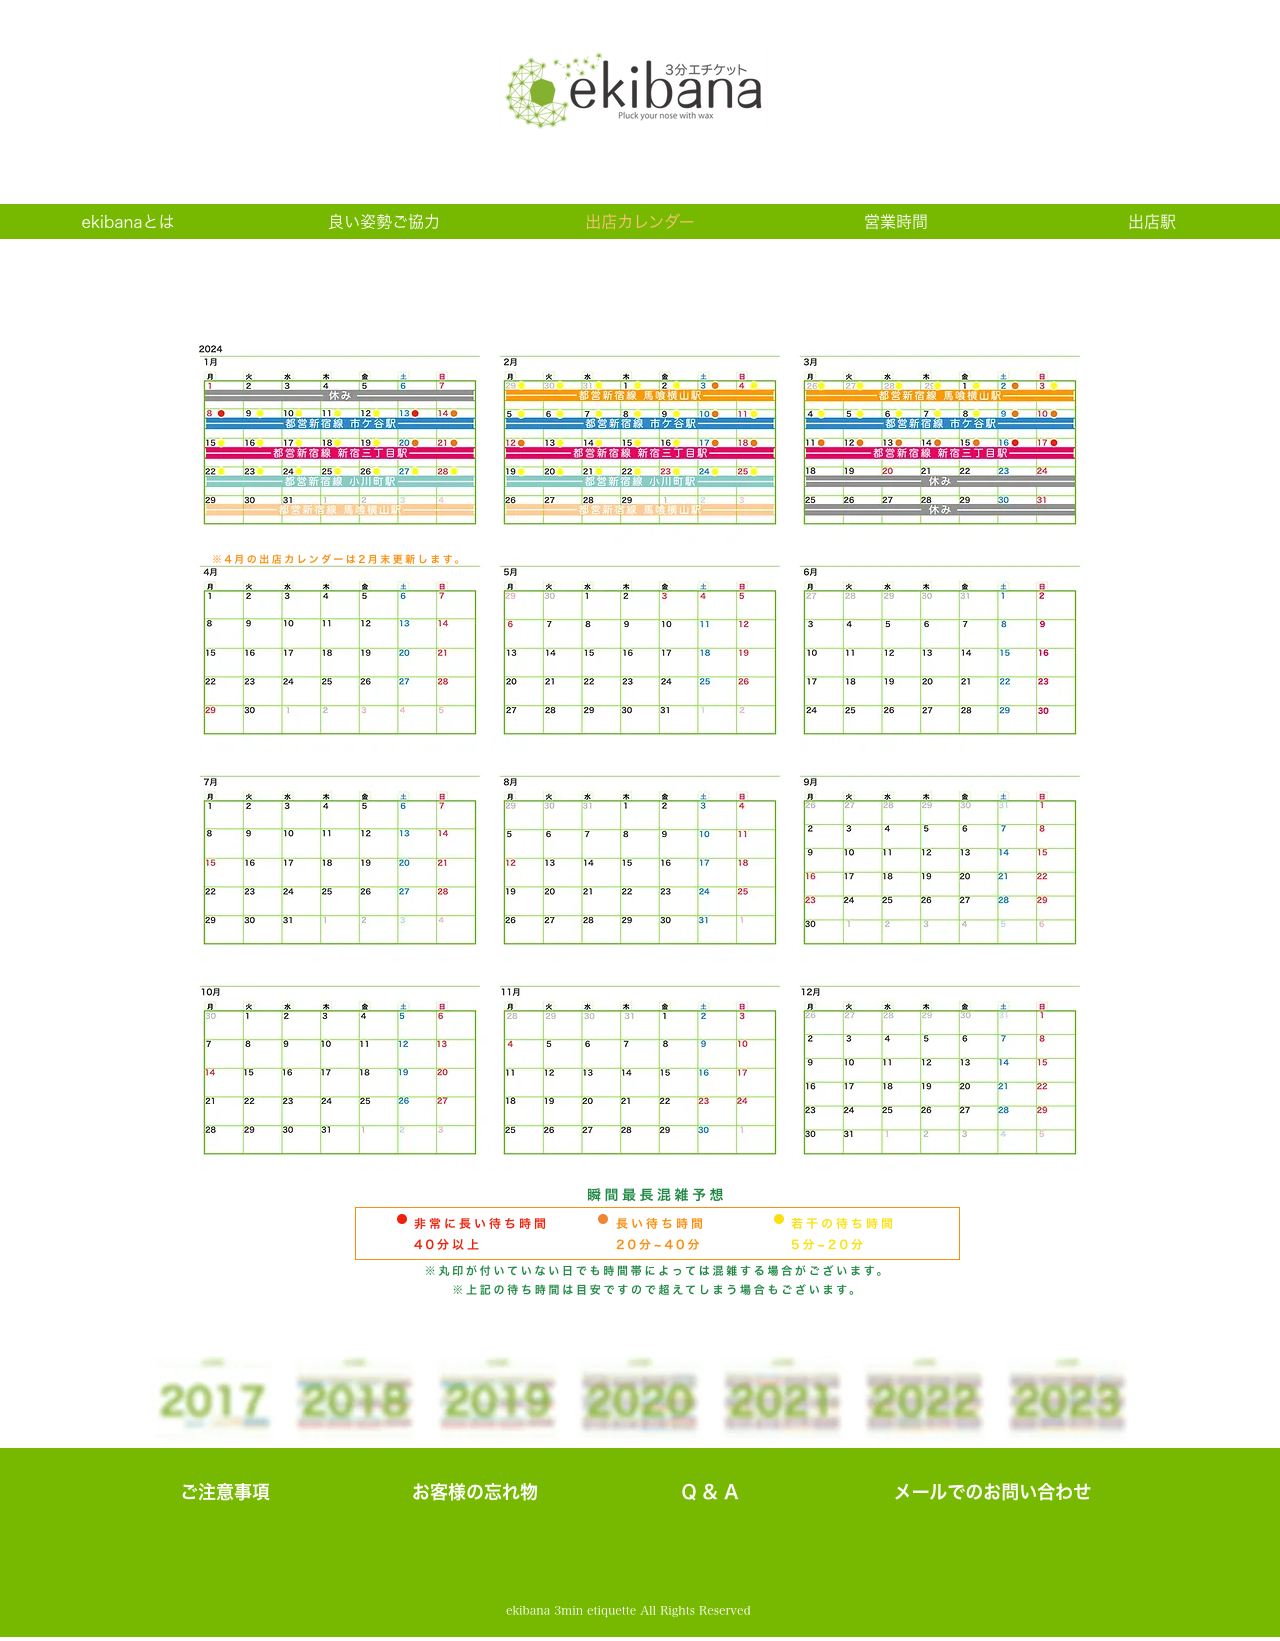 3分エチケット
ekibana
Pluck your nose with wax
ekibanaとは 良い姿勢ご協力 出店カレンダー 営業時間 出店駅
2024
1月 2月 3月
月 火 水 木 金 土 日 月 火 水 木 金 土 日 月 火 水 木 金 土 日
1 2 3 4 5 6 7 29 30 31 1 2 3 4 26 27 28 29 1 2 3
休み 都営新宿線 馬喰横山駅 都営新宿線 馬喰横山駅
8 9 10 11 12 13 14 5 6 7 8 9 10 11 4 5 6 7 8 9 10
都営新宿線 市ケ谷駅 都営新宿線 市ケ谷駅 都営新宿線 市ケ谷駅
15 16 17 18 19 20 21 12 13 14 15 16 17 18 11 12 13 14 15 16 17
都営新宿線 新宿三丁目駅 都営新宿線 新宿三丁目駅 都営新宿線 新宿三丁目駅
22 23 24 25 26 27 28 19 20 21 22 23 24 25 18 19 20 21 22 23 24
都営新宿線 小川町駅 都営新宿線 小川町駅 休み
29 30 31 1 2 3 4 26 27 28 29 1 2 3 25 26 27 28 29 30 31
都営新宿線 馬喰横山駅 都営新宿線 馬喰横山駅 休み
※4月の出店カレンダーは2月末更新します。
4月 5月 6月
月 火 水 木 金 土 日 月 火 水 木 金 土 日 月 火 水 木 金 土 日
1 2 3 4 5 6 7 29 30 1 2 3 4 5 27 28 29 30 31 1 2
8 9 10 11 12 13 14 6 7 8 9 10 11 12 3 4 5 6 7 8 9
15 16 17 18 19 20 21 13 14 15 16 17 18 19 10 11 12 13 14 15 16
22 23 24 25 26 27 28 20 21 22 23 24 25 26 17 18 19 20 21 22 23
29 30 1 2 3 4 5 27 28 29 30 31 1 2 24 25 26 27 28 29 30
7月 8月 9月
月 火 水 木 金 土 日 月 火 水 木 金 土 日 月 火 水 木 金 土 日
1 2 3 4 5 6 7 29 30 31 1 2 3 4 26 27 28 29 30 31 1
8 9 10 11 12 13 14 5 6 7 8 9 10 11 2 3 4 5 6 7 8
15 16 17 18 19 20 21 12 13 14 15 16 17 18 9 10 11 12 13 14 15
22 23 24 25 26 27 28 19 20 21 22 23 24 25 16 17 18 19 20 21 22
29 30 31 1 2 3 4 26 27 28 29 30 31 1 23 24 25 26 27 28 29
30 1 2 3 4 5 6
10月 11月 12月
月 火 水 木 金 土 日 月 火 水 木 金 土 日 月 火 水 木 金 土 日
30 1 2 3 4 5 6 28 29 30 31 1 2 3 26 27 28 29 30 31 1
7 8 9 10 11 12 13 4 5 6 7 8 9 10 2 3 4 5 6 7 8
14 15 16 17 18 19 20 11 12 13 14 15 16 17 9 10 11 12 13 14 15
21 22 23 24 25 26 27 18 19 20 21 22 23 24 16 17 18 19 20 21 22
28 29 30 31 1 2 3 25 26 27 28 29 30 1 23 24 25 26 27 28 29
30 31 1 2 3 4 5
瞬間最長混雑予想
非常に長い待ち時間 長い待ち時間 若干の待ち時間
40分以上 20分~40分 5分~20分
※丸印が付いていない日でも時間帯によっては混雑する場合がございます。
※上記の待ち時間は目安ですので超えてしまう場合もございます。
2017 2018 2019 2020 2021 2022 2023
ご注意事項 お客様の忘れ物 Q & A メールでのお問い合わせ
ekibana 3min etiquette All Rights Reserved